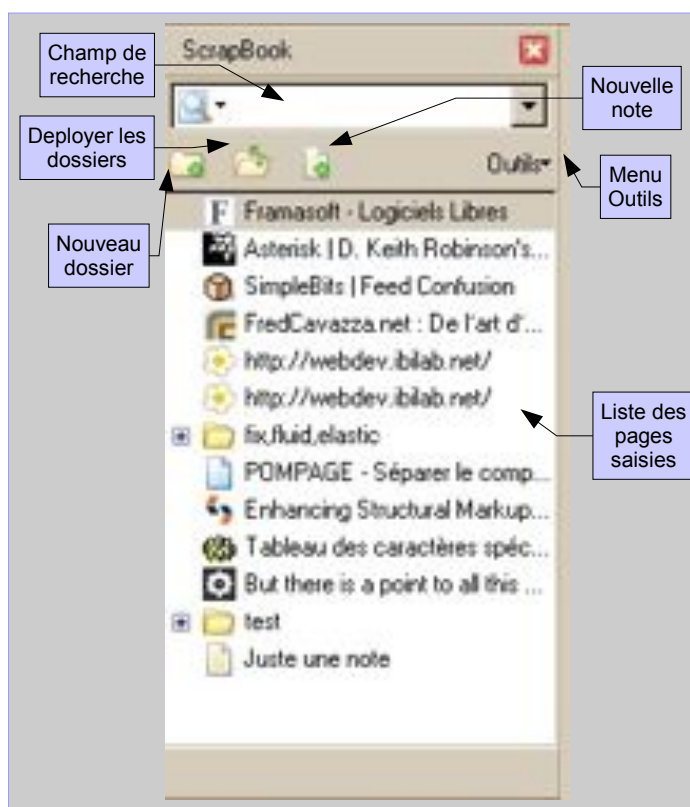 ScrapBook
Champ de
recherche
Nouvelle
note
Deployer les
dossiers
Outils
Menu
Outils
Nouveau
dossier
Framasoft - Logiciels Libres
Asterisk | D. Keith Robinson's...
SimpleBits | Feed Confusion
FredCavazza.net : De l'art d'...
http://webdev.ibilab.net/
http://webdev.ibilab.net/
Liste des
pages
saisies
fix,fluid,elastic
POMPAGE - Séparer le comp...
Enhancing Structural Markup...
Tableau des caractères spéc...
But there is a point to all this ...
test
Juste une note